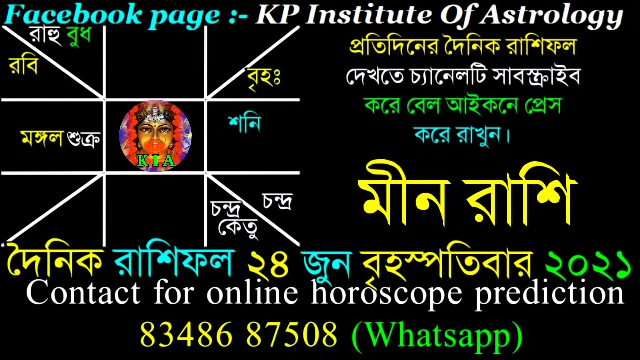 Facebook page :- KP Institute Of Astrology
রাহু বুধ
রবি
বৃহঃ
প্রতিদিনের দৈনিক রাশিফল
দেখতে চ্যানেলটি সাবস্ক্রাইব
করে বেল আইকনে প্রেস
করে রাখুন।
মঙ্গল শুক্র
KIA
শনি
চন্দ্র
কেতু
চন্দ্র
মীন রাশি
দৈনিক রাশিফল ২৪ জুন বৃহস্পতিবার ২০২১
Contact for online horoscope prediction
83486 87508 (Whatsapp)